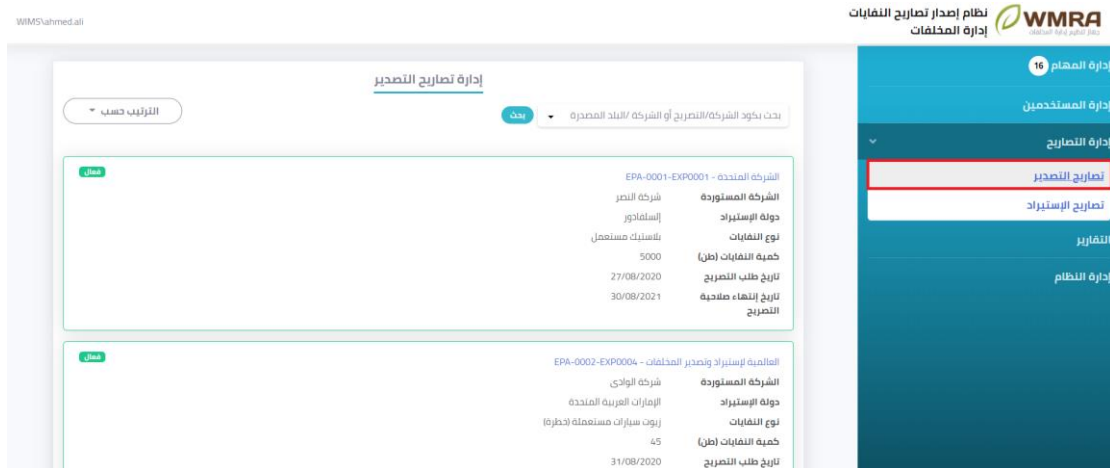 WMRA
نظام إصدار تصاريح النفايات
إدارة المخلفات
WIMS\ahmed.ali
إدارة المهام 16
إدارة المستخدمين
إدارة التصاريح
تصاريح التصدير
تصاريح الإستيراد
التقارير
إدارة النظام
إدارة تصاريح التصدير
بحث بكود الشركة/التصريح أو الشركة /البلد المصدرة
بحث
الترتيب حسب
الشركة المتحدة - EPA-0001-EXP0001
فعال
الشركة المستوردة شركة النصر
دولة الإستيراد إلسلفادور
نوع النفايات بلاستيك مستعمل
كمية النفايات (طن) 5000
تاريخ طلب التصريح 27/08/2020
تاريخ إنتهاء صلاحية 30/08/2021
التصريح
العالمية لإستيراد وتصدير المخلفات - EPA-0002-EXP0004
فعال
الشركة المستوردة شركة الوادى
دولة الإستيراد الإمارات العربية المتحدة
نوع النفايات زيوت سيارات مستعملة (خطرة)
كمية النفايات (طن) 45
تاريخ طلب التصريح 31/08/2020